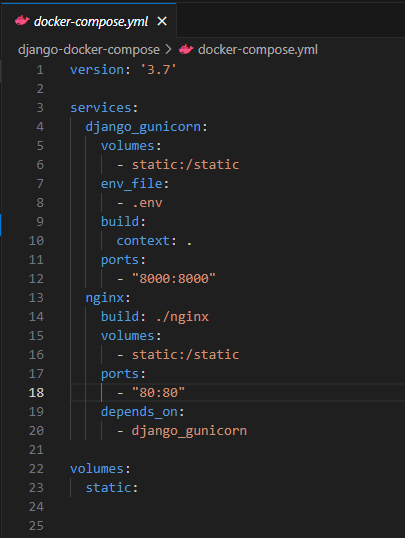 docker-compose.yml ×
django-docker-compose > docker-compose.yml
1 version: '3.7'
2
3 services:
4   django_gunicorn:
5     volumes:
6       - static:/static
7     env_file:
8       - .env
9     build:
10       context: .
11     ports:
12       - "8000:8000"
13   nginx:
14     build: ./nginx
15     volumes:
16       - static:/static
17     ports:
18       - "80:80"
19     depends_on:
20       - django_gunicorn
21
22 volumes:
23   static:
24
25